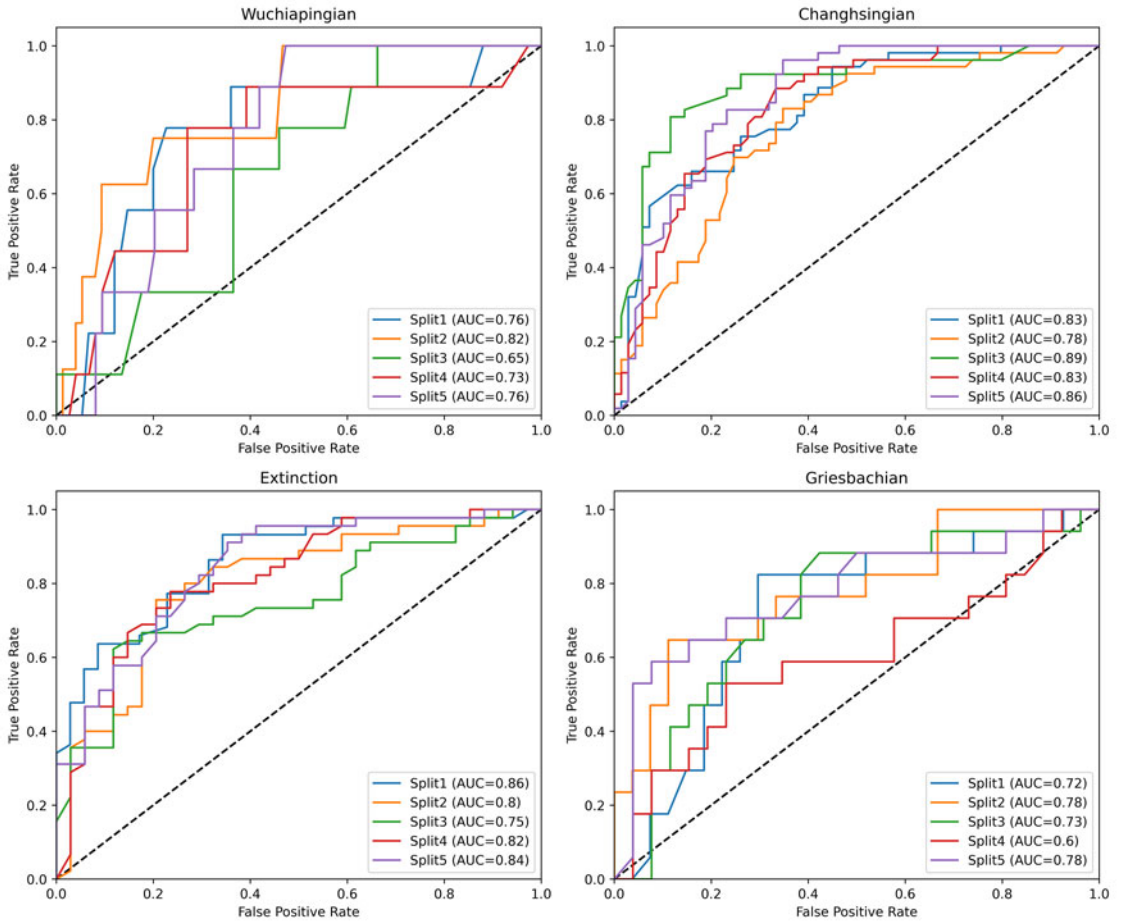 Wuchiapingian
True Positive Rate
1.0
0.8
0.6
0.4
0.2
0.0
0.0 0.2 0.4 0.6 0.8 1.0
False Positive Rate
Split1 (AUC=0.76)
Split2 (AUC=0.82)
Split3 (AUC=0.65)
Split4 (AUC=0.73)
Split5 (AUC=0.76)
Changhsingian
True Positive Rate
1.0
0.8
0.6
0.4
0.2
0.0
0.0 0.2 0.4 0.6 0.8 1.0
False Positive Rate
Split1 (AUC=0.83)
Split2 (AUC=0.78)
Split3 (AUC=0.89)
Split4 (AUC=0.83)
Split5 (AUC=0.86)
Extinction
True Positive Rate
1.0
0.8
0.6
0.4
0.2
0.0
0.0 0.2 0.4 0.6 0.8 1.0
False Positive Rate
Split1 (AUC=0.86)
Split2 (AUC=0.8)
Split3 (AUC=0.75)
Split4 (AUC=0.82)
Split5 (AUC=0.84)
Griesbachian
True Positive Rate
1.0
0.8
0.6
0.4
0.2
0.0
0.0 0.2 0.4 0.6 0.8 1.0
False Positive Rate
Split1 (AUC=0.72)
Split2 (AUC=0.78)
Split3 (AUC=0.73)
Split4 (AUC=0.6)
Split5 (AUC=0.78)